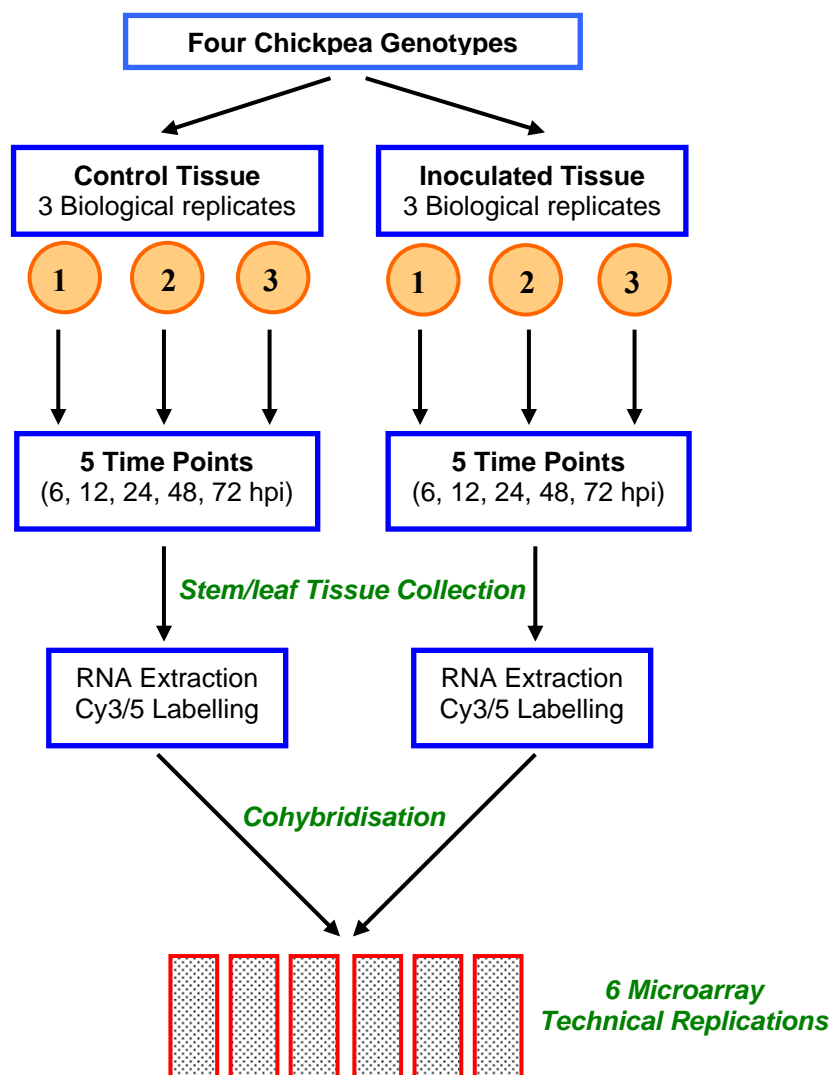 Four Chickpea Genotypes
Control Tissue
3 Biological replicates
Inoculated Tissue
3 Biological replicates
1
2
3
1
2
3
5 Time Points
(6, 12, 24, 48, 72 hpi)
5 Time Points
(6, 12, 24, 48, 72 hpi)
Stem/leaf Tissue Collection
RNA Extraction
Cy3/5 Labelling
RNA Extraction
Cy3/5 Labelling
Cohybridisation
6 Microarray
Technical Replications